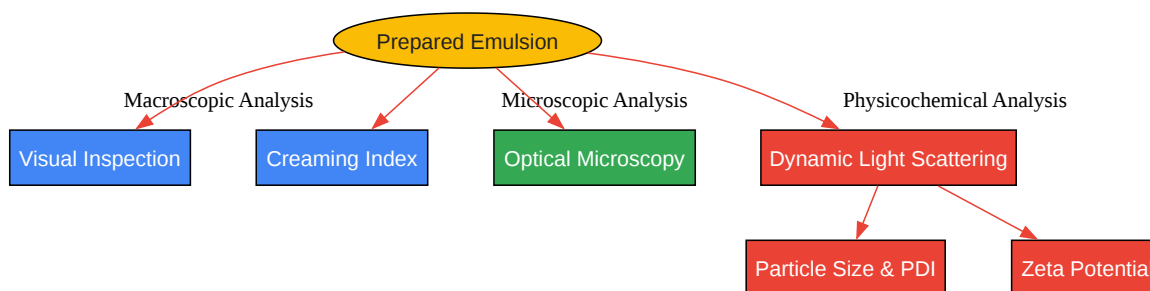 Prepared Emulsion
Macroscopic Analysis
Microscopic Analysis
Physicochemical Analysis
Visual Inspection
Creaming Index
Optical Microscopy
Dynamic Light Scattering
Particle Size & PDI
Zeta Potential